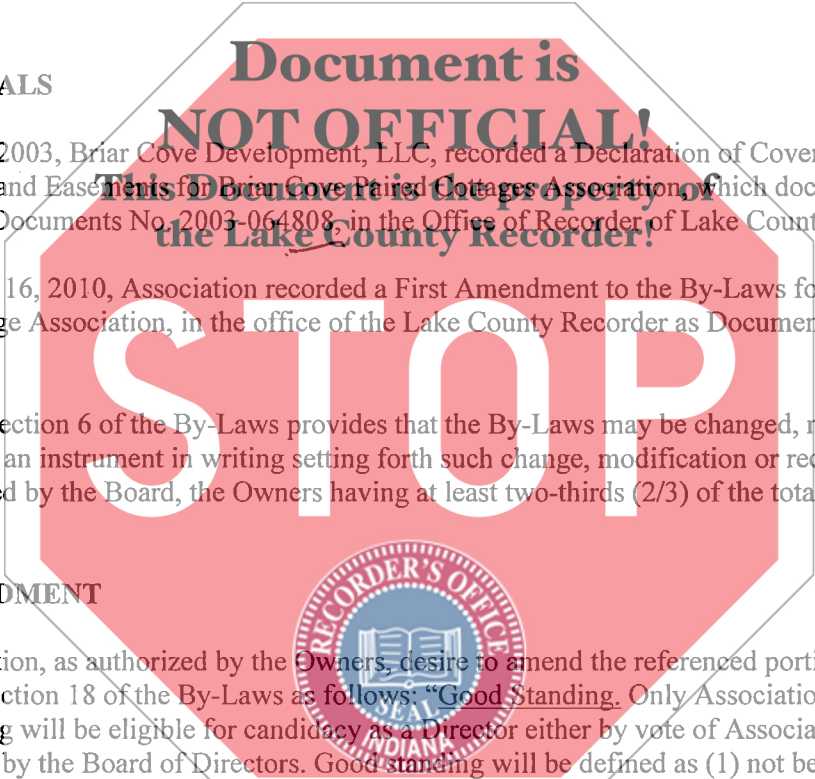 Document is
ALS
NOT OFFICIAL!
2003, Briar Cove Development, LLC, recorded a Declaration of Cover
and Easements for Briar Cove Paired Cottages Association, which doc
This Document is the property of
Documents No. 2003-064808, in the Office of Recorder of Lake Count
the Lake County Recorder!
16, 2010, Association recorded a First Amendment to the By-Laws fo
ge Association, in the office of the Lake County Recorder as Documen
STOP
ection 6 of the By-Laws provides that the By-Laws may be changed,
an instrument in writing setting forth such change, modification or rec
d by the Board, the Owners having at least two-thirds (2/3) of the tota
DMENT
RECORDER'S OFFICE
SEAL
INDIANA
tion, as authorized by the Owners, desire to amend the referenced porti
ction 18 of the By-Laws as follows: “Good Standing. Only Associatio
g will be eligible for candidacy as a Director either by vote of Associa
by the Board of Directors. Good standing will be defined as (1) not be